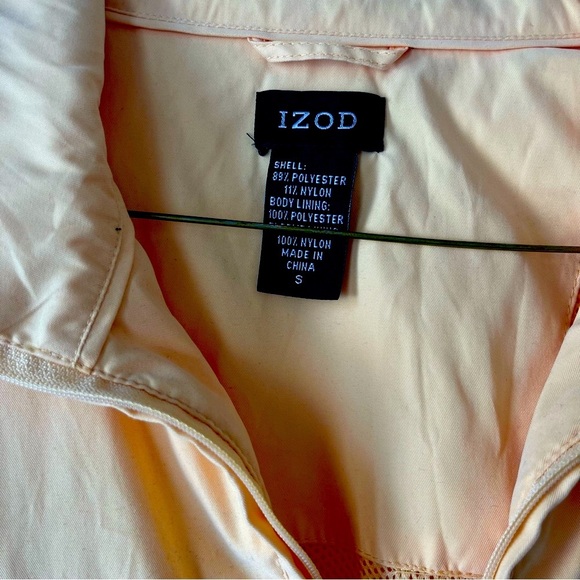 IZOD
SHELL:
89% POLYESTER
11% NYLON
BODY LINING:
100% POLYESTER
100% NYLON
MADE IN
CHINA
S